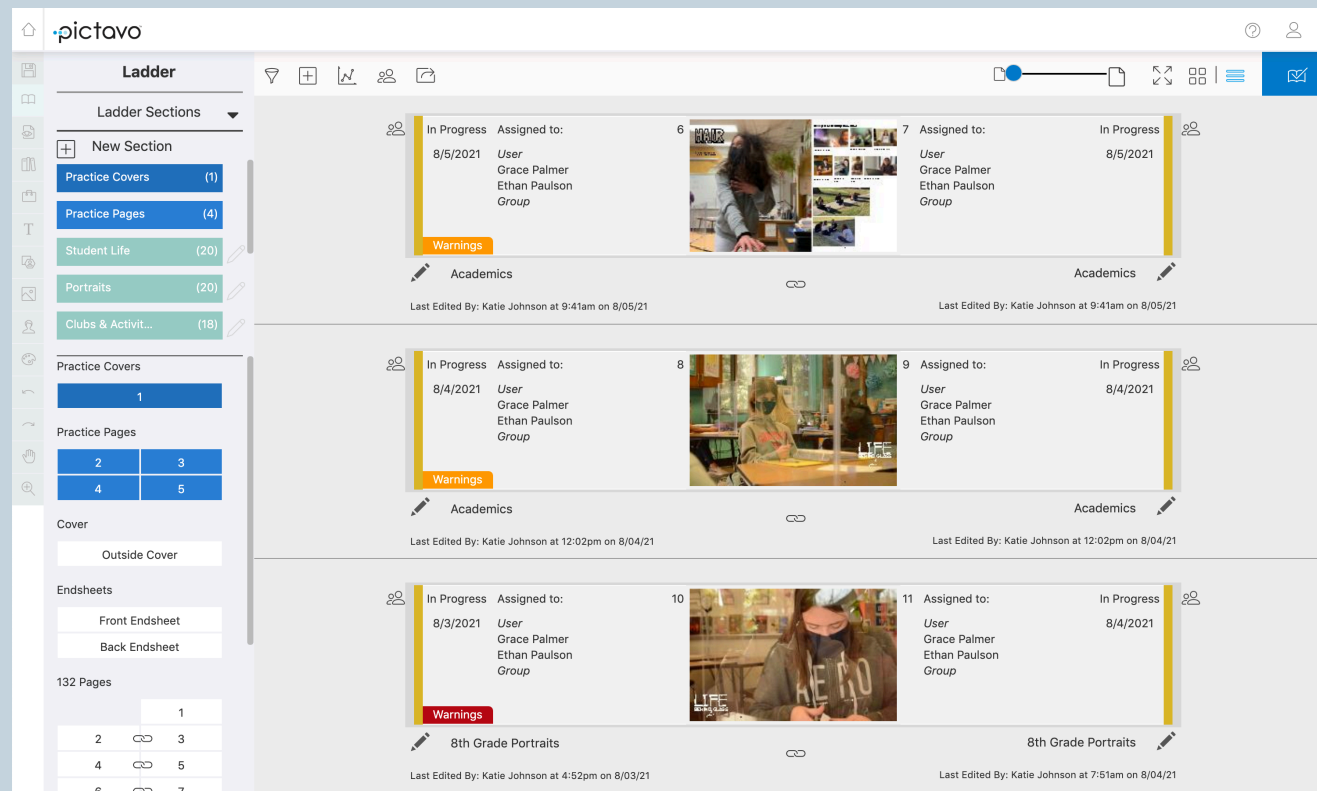 pictavo
Ladder
Ladder Sections
New Section
Practice Covers (1)
Practice Pages (4)
Student Life (20)
Portraits (20)
Clubs & Activit... (18)
Practice Covers
1
Practice Pages
2 3
4 5
Cover
Outside Cover
Endsheets
Front Endsheet
Back Endsheet
132 Pages
1
2 3
4 5
6 7
In Progress Assigned to: 6
8/5/2021 User
Grace Palmer
Ethan Paulson
Group
Warnings
HAIR
7 Assigned to: In Progress
User 8/5/2021
Grace Palmer
Ethan Paulson
Group
Academics
Academics
Last Edited By: Katie Johnson at 9:41am on 8/05/21
Last Edited By: Katie Johnson at 9:41am on 8/05/21
In Progress Assigned to: 8
8/4/2021 User
Grace Palmer
Ethan Paulson
Group
Warnings
LIFE
BEHIND GLASS
9 Assigned to: In Progress
User 8/4/2021
Grace Palmer
Ethan Paulson
Group
Academics
Academics
Last Edited By: Katie Johnson at 12:02pm on 8/04/21
Last Edited By: Katie Johnson at 12:02pm on 8/04/21
In Progress Assigned to: 10
8/3/2021 User
Grace Palmer
Ethan Paulson
Group
Warnings
LIFE
BEHIND GLASS
11 Assigned to: In Progress
User 8/4/2021
Grace Palmer
Ethan Paulson
Group
8th Grade Portraits
8th Grade Portraits
Last Edited By: Katie Johnson at 4:52pm on 8/03/21
Last Edited By: Katie Johnson at 7:51am on 8/04/21